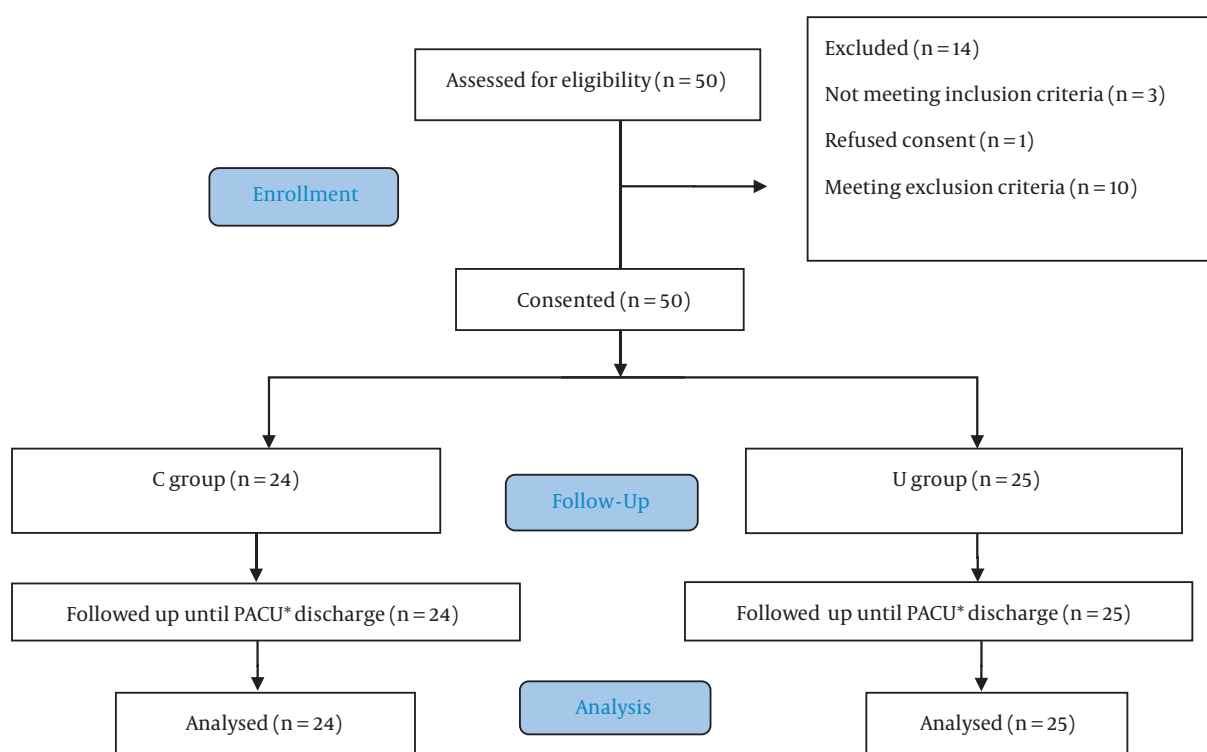 Assessed for eligibility (n = 50)
Excluded (n = 14)
Not meeting inclusion criteria (n = 3)
Refused consent (n = 1)
Meeting exclusion criteria (n = 10)
Enrollment
Consented (n = 50)
C group (n = 24)
U group (n = 25)
Follow-Up
Followed up until PACU* discharge (n = 24)
Followed up until PACU* discharge (n = 25)
Analysis
Analysed (n = 24)
Analysed (n = 25)